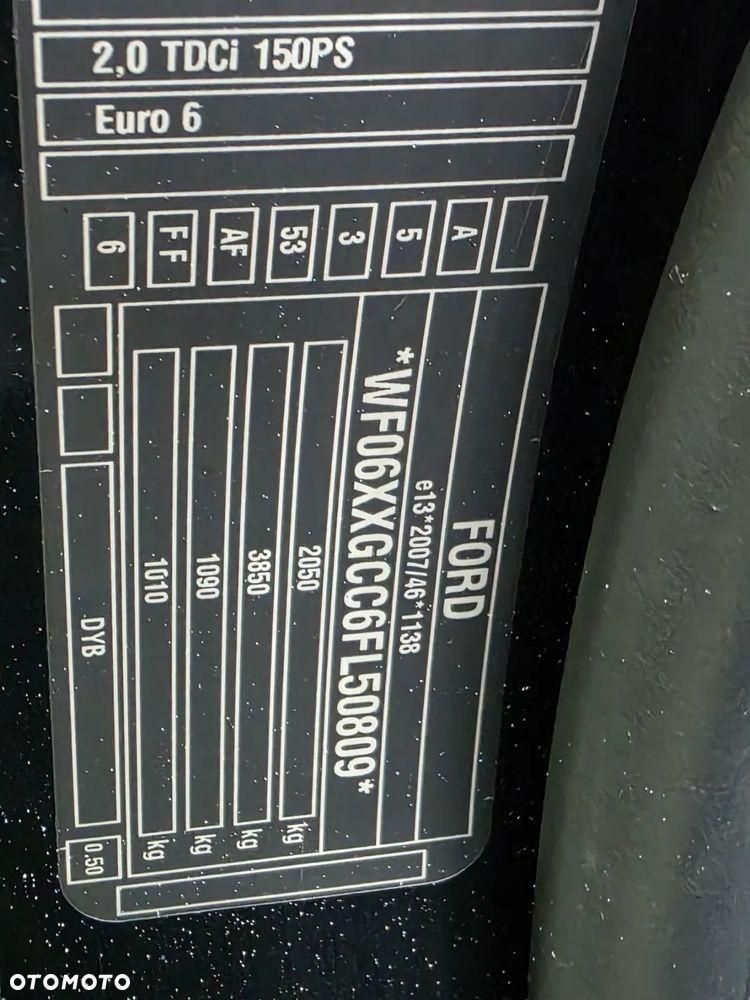 2,0 TDCi 150PS
Euro 6
A
5
3
53
AF
FF
6
FORD
e13*2007/46*1138
*WF06XXGCC6FL50809*
2050 kg
3850 kg
1090 kg
1010 kg
DYB
0.50
OTOMOTO